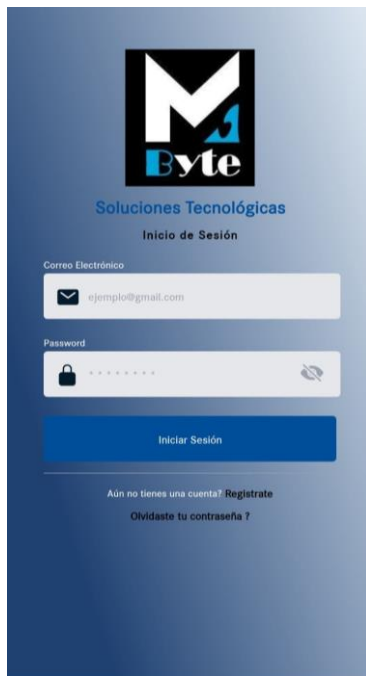 M
Byte
Soluciones Tecnológicas
Inicio de Sesión
Correo Electrónico
ejemplo@gmail.com
Password
Iniciar Sesión
Aún no tienes una cuenta? Registrate
Olvidaste tu contraseña ?